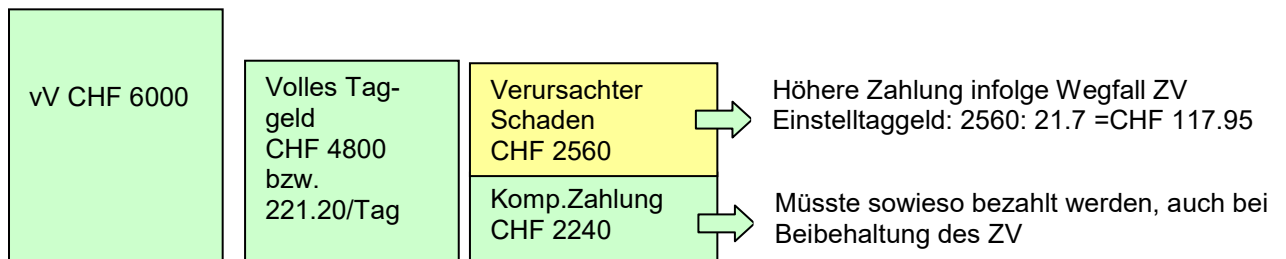 vV CHF 6000
Volles Tag-
geld
CHF 4800
bzw.
221.20/Tag
Verursachter
Schaden
CHF 2560
Höhere Zahlung infolge Wegfall ZV
Einstelltaggeld: 2560: 21.7 =CHF 117.95
Komp.Zahlung
CHF 2240
Müsste sowieso bezahlt werden, auch bei
Beibehaltung des ZV